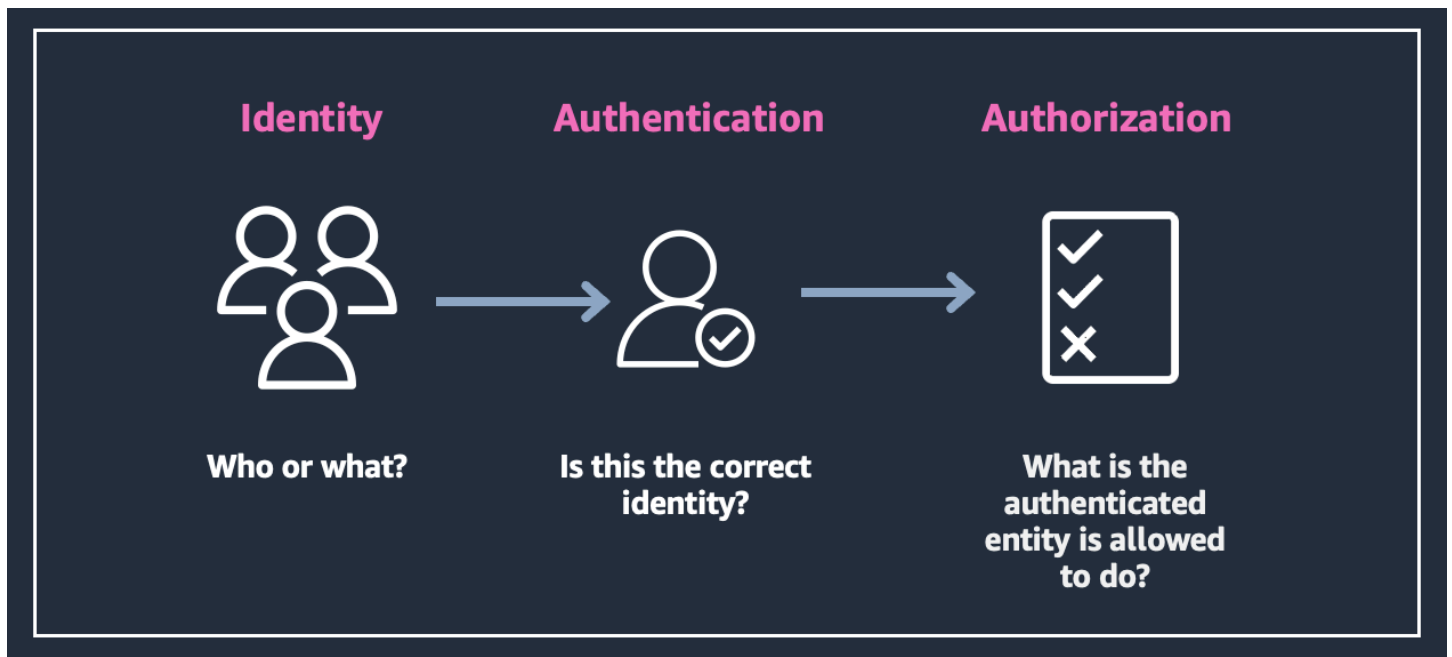 Identity
Authentication
Authorization
Who or what?
Is this the correct
identity?
What is the
authenticated
entity is allowed
to do?